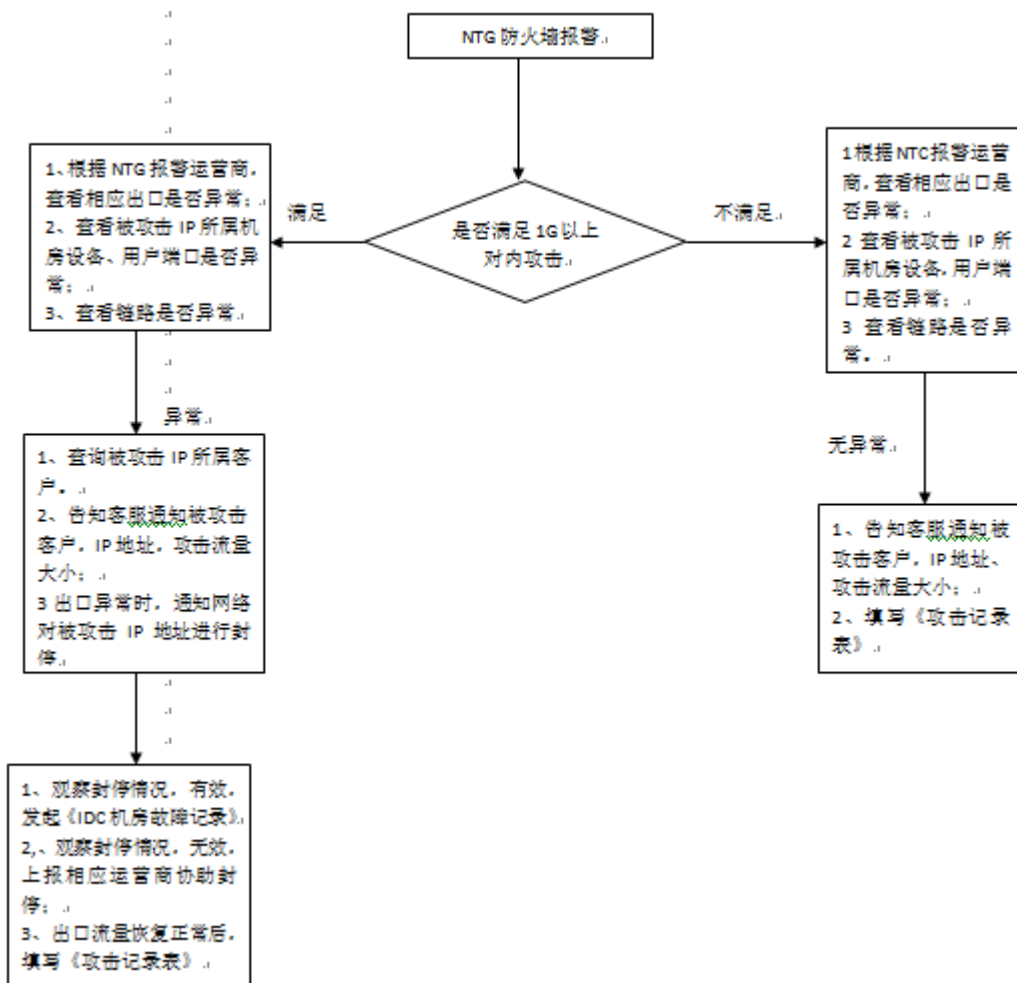 NTG 防火墙报警
是否满足 1G 以上
对内攻击
满足
不满足
1、根据 NTG 报警运营商，
查看相应出口是否异常；
2、查看被攻击 IP 所属机
房设备、用户端口是否异
常；
3、查看链路是否异常
异常
1、查询被攻击 IP 所属客
户。
2、告知客服通知被攻击
客户，IP 地址，攻击流量
大小；
3 出口异常时，通知网络
对被攻击 IP 地址进行封
停
1、观察封停情况，有效，
发起《IDC 机房故障记录》
2,、观察封停情况，无效，
上报相应运营商协助封
停；
3、出口流量恢复正常后，
填写《攻击记录表》
1 根据 NTC 报警运营
商，查看相应出口是
否异常；
2 查看被攻击 IP 所
属机房设备，用户端
口是否异常；
3 查看链路是否异
常。
无异常
1、告知客服通知被
攻击客户，IP 地址、
攻击流量大小；
2、填写《攻击记录
表》